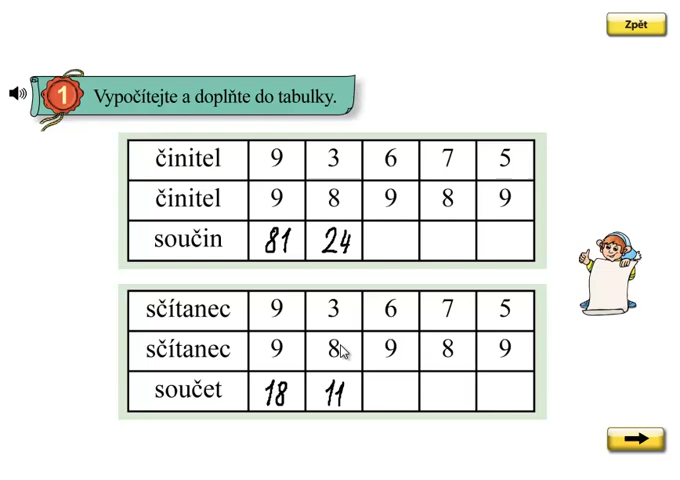 Zpět
1 Vypočítejte a doplňte do tabulky.
činitel 9 3 6 7 5
činitel 9 8 9 8 9
součin 81 24
sčítanec 9 3 6 7 5
sčítanec 9 8 9 8 9
součet 18 11